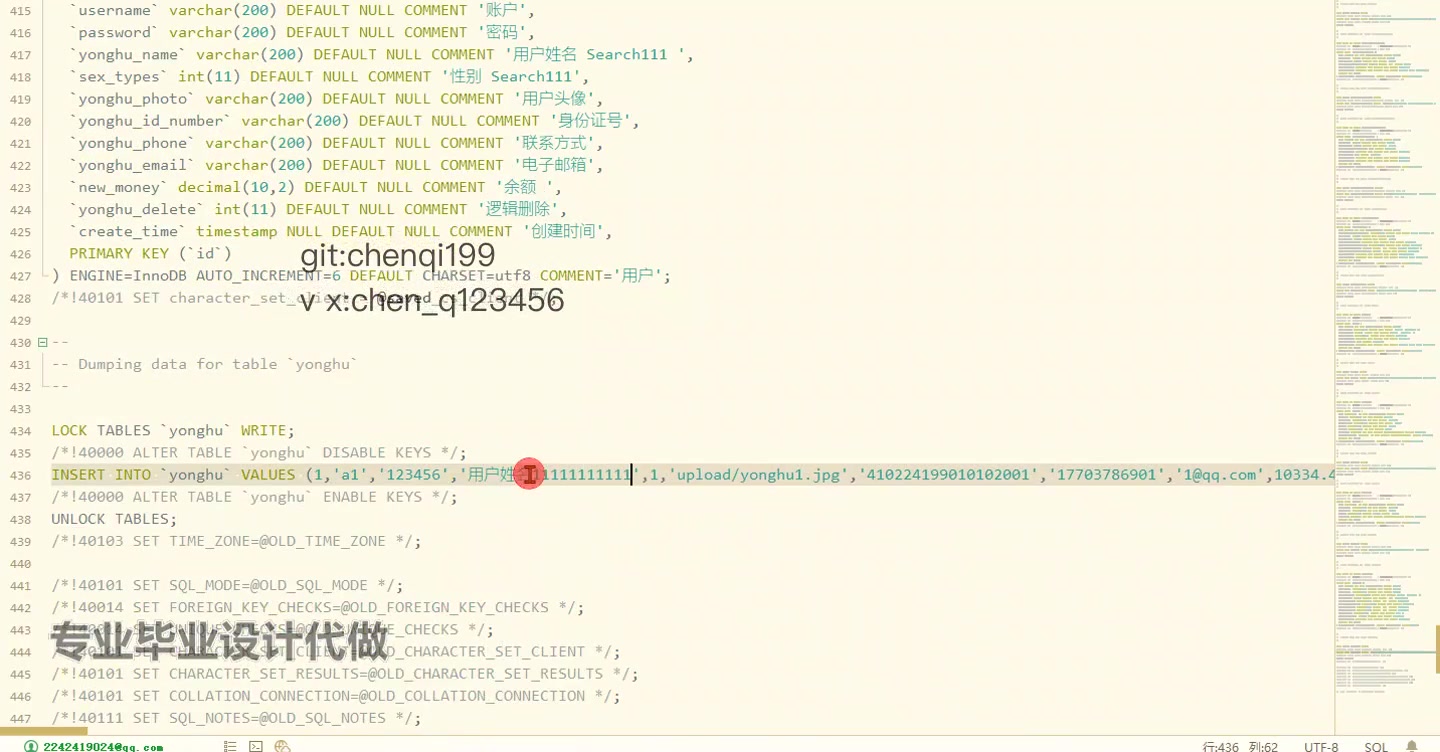 415 `username` varchar(200) DEFAULT NULL COMMENT '账户',
416 `password` varchar(200) DEFAULT NULL COMMENT '密码',
417 `yonghu_name` varchar(200) DEFAULT NULL COMMENT '用户姓名 Search111 '
418 `sex_types` int(11) DEFAULT NULL COMMENT '性别 Search111',
419 `yonghu_photo` varchar(200) DEFAULT NULL COMMENT '用户头像',
420 `yonghu_id_number` varchar(200) DEFAULT NULL COMMENT '身份证号',
421 `yonghu_phone` varchar(200) DEFAULT NULL COMMENT '联系方式',
422 `yonghu_email` varchar(200) DEFAULT NULL COMMENT '电子邮箱',
423 `new_money` decimal(10,2) DEFAULT NULL COMMENT '余额 ',
424 `yonghu_delete` int(11) DEFAULT NULL COMMENT '逻辑删除',
425 `create_time` timestamp NULL DEFAULT NULL COMMENT '创建时间',
426 PRIMARY KEY (`id`)
git:chenqi199
427 ) ENGINE=InnoDB AUTO_INCREMENT=6 DEFAULT CHARSET=utf8 COMMENT='用户';
428 /*!40101 SET character_set_client
v x:chen_q123456
429
430 --
431 -- Dumping data for table `yonghu`
432 --
433
434 LOCK TABLES `yonghu` WRITE;
435 /*!40000 ALTER TABLE `yonghu` DISABLE KEYS */;
436 INSERT INTO `yonghu` VALUES (1,'a1','123456','用户姓 ,1,'upload/yonghu1.jpg','410224199010102001','17703786901','1@qq.com',10334.4
437 /*!40000 ALTER TABLE `yonghu` ENABLE KEYS */;
438 UNLOCK TABLES;
439 /*!40103 SET TIME_ZONE=@OLD_TIME_ZONE */;
440
441 /*!40101 SET SQL_MODE=@OLD_SQL_MODE */;
442 /*!40014 SET FOREIGN_KEY_CHECKS=@OLD_FOREIGN_KEY_CHECKS */;
443
专业毕业设计代做
444 /*!40101 SET CHARACTER_SET_CLIENT=@OLD_CHARACTER_SET_CLIENT */;
445 /*!40101 SET CHARACTER_SET_RESULTS=@OLD_CHARACTER_SET_RESULTS */;
446 /*!40101 SET COLLATION_CONNECTION=@OLD_COLLATION_CONNECTION */;
447 /*!40111 SET SQL_NOTES=@OLD_SQL_NOTES */;
2242419024@qq.com 行:436 列:62 UTF-8 SQL